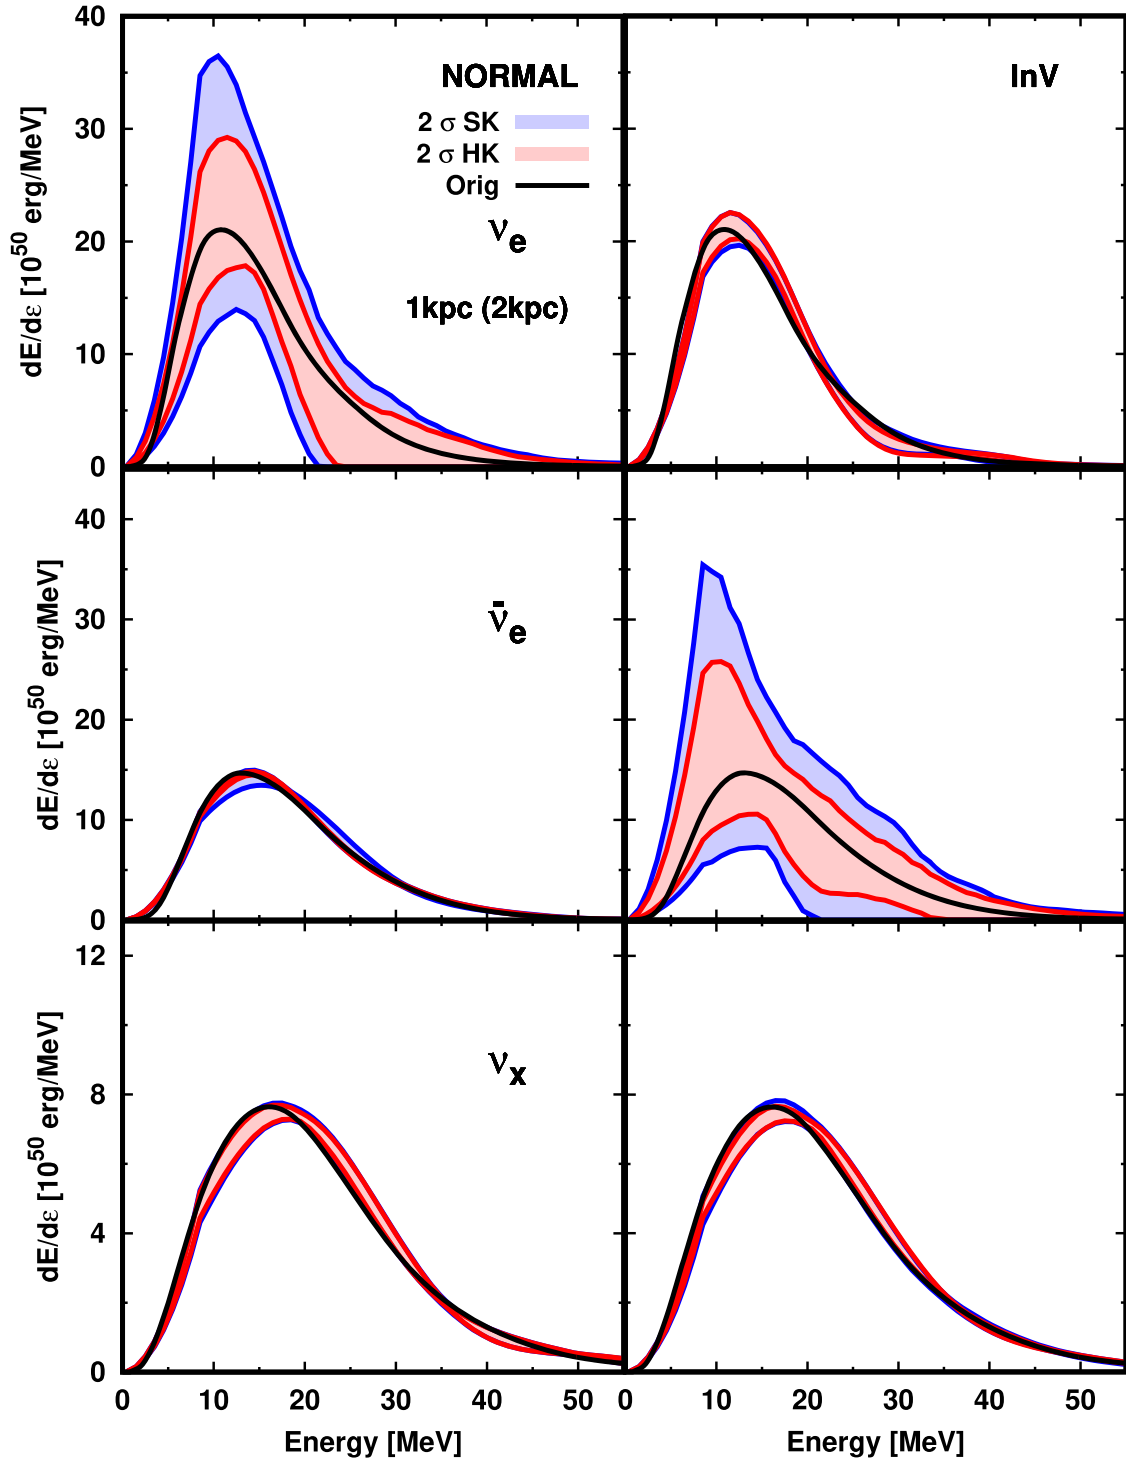 40
NORMAL
InV
2 σ SK
30
2 σ HK
Orig
dE/dε [10^50 erg/MeV]
ν_e
20
1kpc (2kpc)
10
0
40
dE/dε [10^50 erg/MeV]
30
ν̄_e
20
10
0
12
dE/dε [10^50 erg/MeV]
ν_x
8
4
0
0 10 20 30 40 50 0 10 20 30 40 50
Energy [MeV] Energy [MeV]